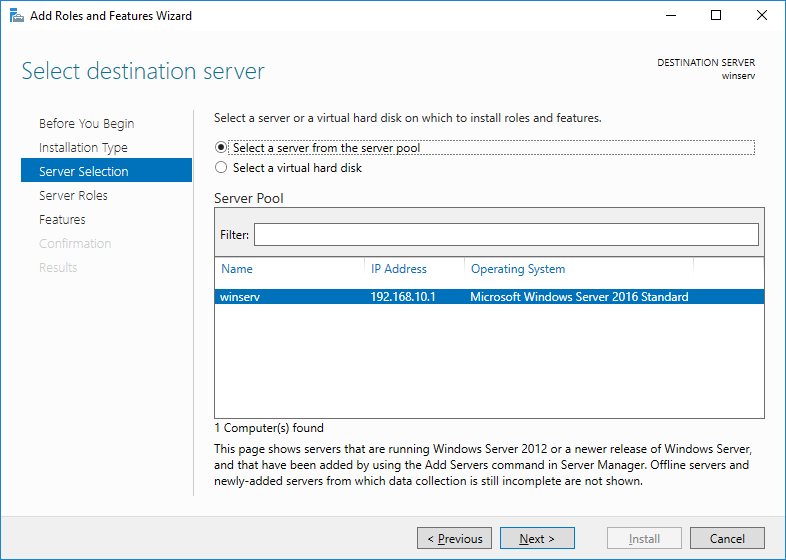 Add Roles and Features Wizard
Select destination server
DESTINATION SERVER
winserv
Before You Begin
Installation Type
Server Selection
Server Roles
Features
Confirmation
Results
Select a server or a virtual hard disk on which to install roles and features.
Select a server from the server pool
Select a virtual hard disk
Server Pool
Filter:
Name IP Address Operating System
winserv 192.168.10.1 Microsoft Windows Server 2016 Standard
1 Computer(s) found
This page shows servers that are running Windows Server 2012 or a newer release of Windows Server,
and that have been added by using the Add Servers command in Server Manager. Offline servers and
newly-added servers from which data collection is still incomplete are not shown.
< Previous Next > Install Cancel